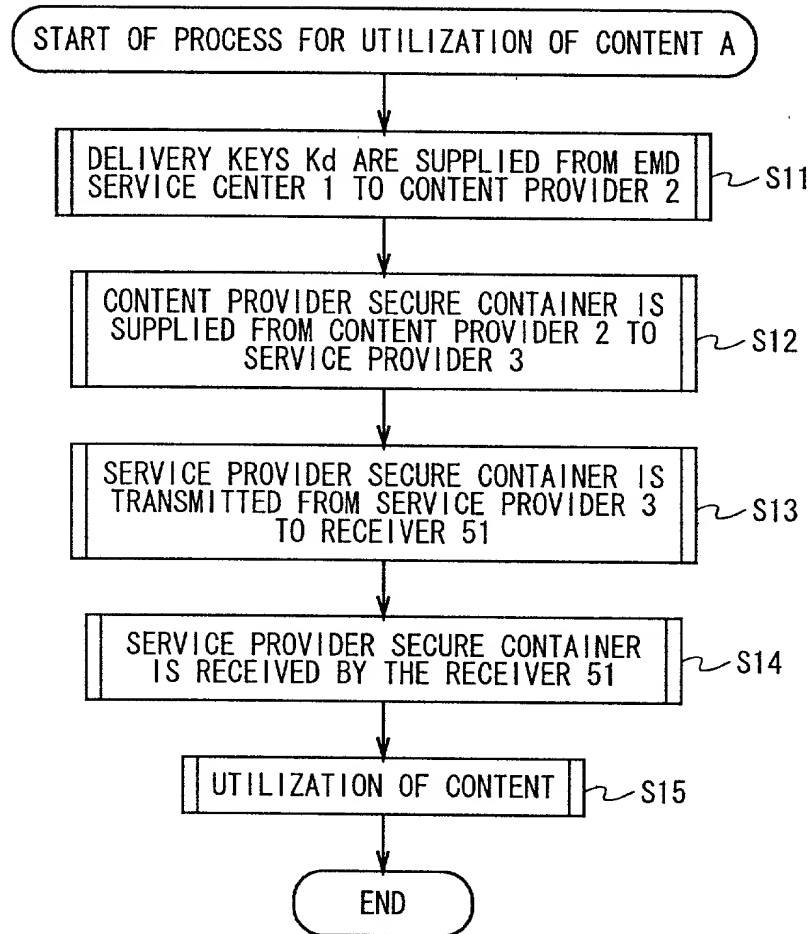 START OF PROCESS FOR UTILIZATION OF CONTENT A
DELIVERY KEYS Kd ARE SUPPLIED FROM EMD
SERVICE CENTER 1 TO CONTENT PROVIDER 2
S11
CONTENT PROVIDER SECURE CONTAINER IS
SUPPLIED FROM CONTENT PROVIDER 2 TO
SERVICE PROVIDER 3
S12
SERVICE PROVIDER SECURE CONTAINER IS
TRANSMITTED FROM SERVICE PROVIDER 3
TO RECEIVER 51
S13
SERVICE PROVIDER SECURE CONTAINER
IS RECEIVED BY THE RECEIVER 51
S14
UTILIZATION OF CONTENT
S15
END